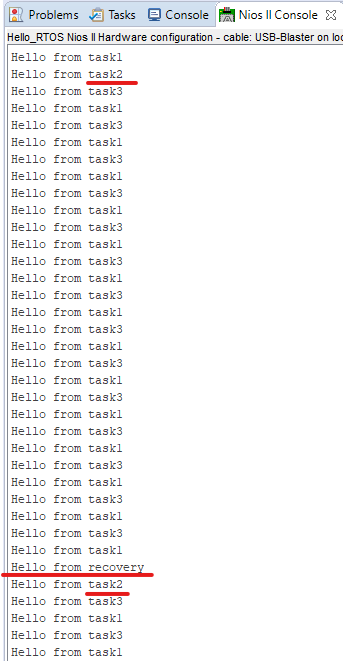 Problems Tasks Console Nios II Console
Hello_RTOS Nios II Hardware configuration - cable: USB-Blaster on loc
Hello from task1
Hello from task2
Hello from task3
Hello from task1
Hello from task3
Hello from task1
Hello from task3
Hello from task1
Hello from task3
Hello from task1
Hello from task3
Hello from task1
Hello from task3
Hello from task1
Hello from task3
Hello from task1
Hello from task3
Hello from task1
Hello from task3
Hello from task1
Hello from task3
Hello from task1
Hello from task3
Hello from task1
Hello from task3
Hello from task1
Hello from task3
Hello from task1
Hello from task3
Hello from task1
Hello from recovery
Hello from task2
Hello from task3
Hello from task1
Hello from task3
Hello from task1